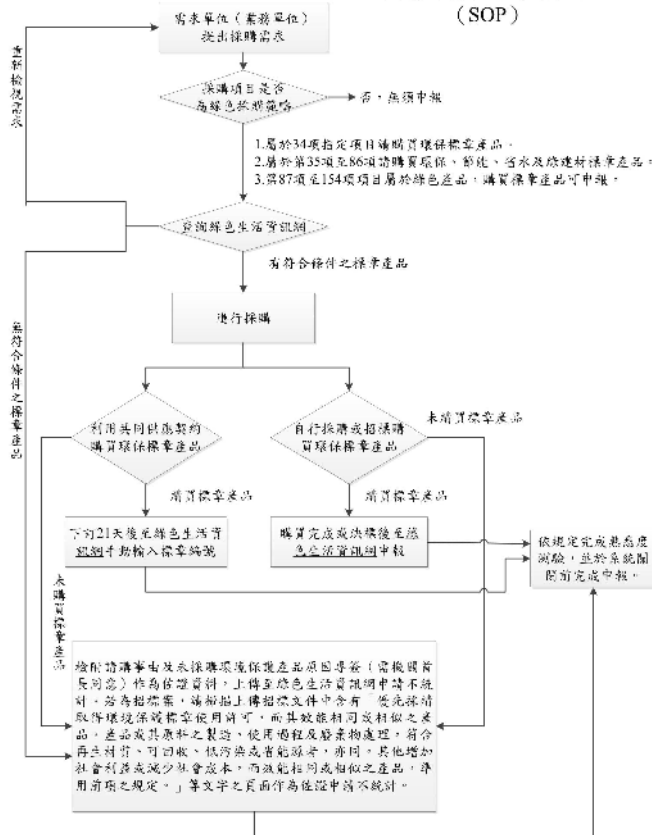 （SOP）
需求單位（業務單位）
提出採購需求
重新檢視需求
採購項目是否
為綠色採購範疇
否，無須申報
1.屬於34項指定項目請購買環保標章產品。
2.屬於第35項至86項請購買環保、節能、省水及綠建材標章產品。
3.第87項至154項項目屬於綠色產品，購買標章產品可申報。
查詢綠色生活資訊網
有符合條件之標章產品
無符合條件之標章產品
進行採購
利用共同供應契約
購買環保標章產品
自行採購或招標購
買環保標章產品
未購買標章產品
購買標章產品
購買標章產品
下訂21天後至綠色生活資
訊網手動輸入標章編號
購買完成或決標後至綠
色生活資訊網申報
依規定完成熟悉度
測驗，並於系統關
閉前完成申報。
未購買標章產品
檢附請購事由及未採購環境保護產品原因專簽（需機關首
長同意）作為佐證資料，上傳至綠色生活資訊網申請不統
計。若為招標案，請掃描上傳招標文件中含有「優先採購
取得環境保護標章使用許可，而其效能相同或相似之產
品，產品或其原料之製造、使用過程及廢棄物處理，符合
再生材質、可回收、低污染或省能源者，亦同。其他增加
社會利益或減少社會成本，而效能相同或相似之產品，準
用前項之規定。」等文字之頁面作為佐證申請不統計。